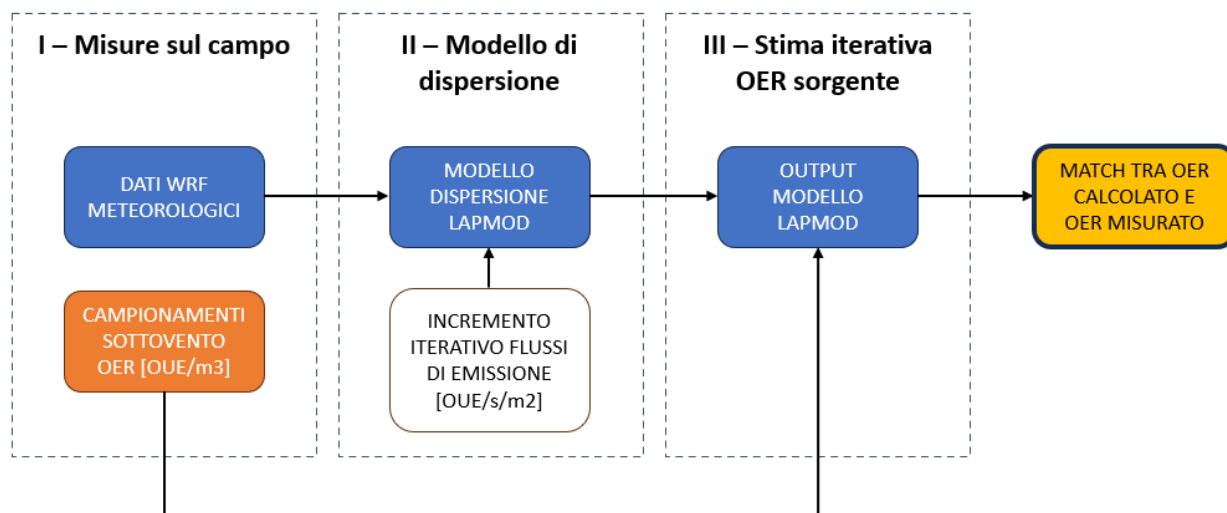 I – Misure sul campo
II – Modello di
dispersione
III – Stima iterativa
OER sorgente
DATI WRF
METEOROLOGICI
MODELLO
DISPERSIONE
LAPMOD
OUTPUT
MODELLO
LAPMOD
MATCH TRA OER
CALCOLATO E
OER MISURATO
CAMPIONAMENTI
SOTTOVENTO
OER [OUE/m3]
INCREMENTO
ITERATIVO FLUSSI
DI EMISSIONE
[OUE/s/m2]